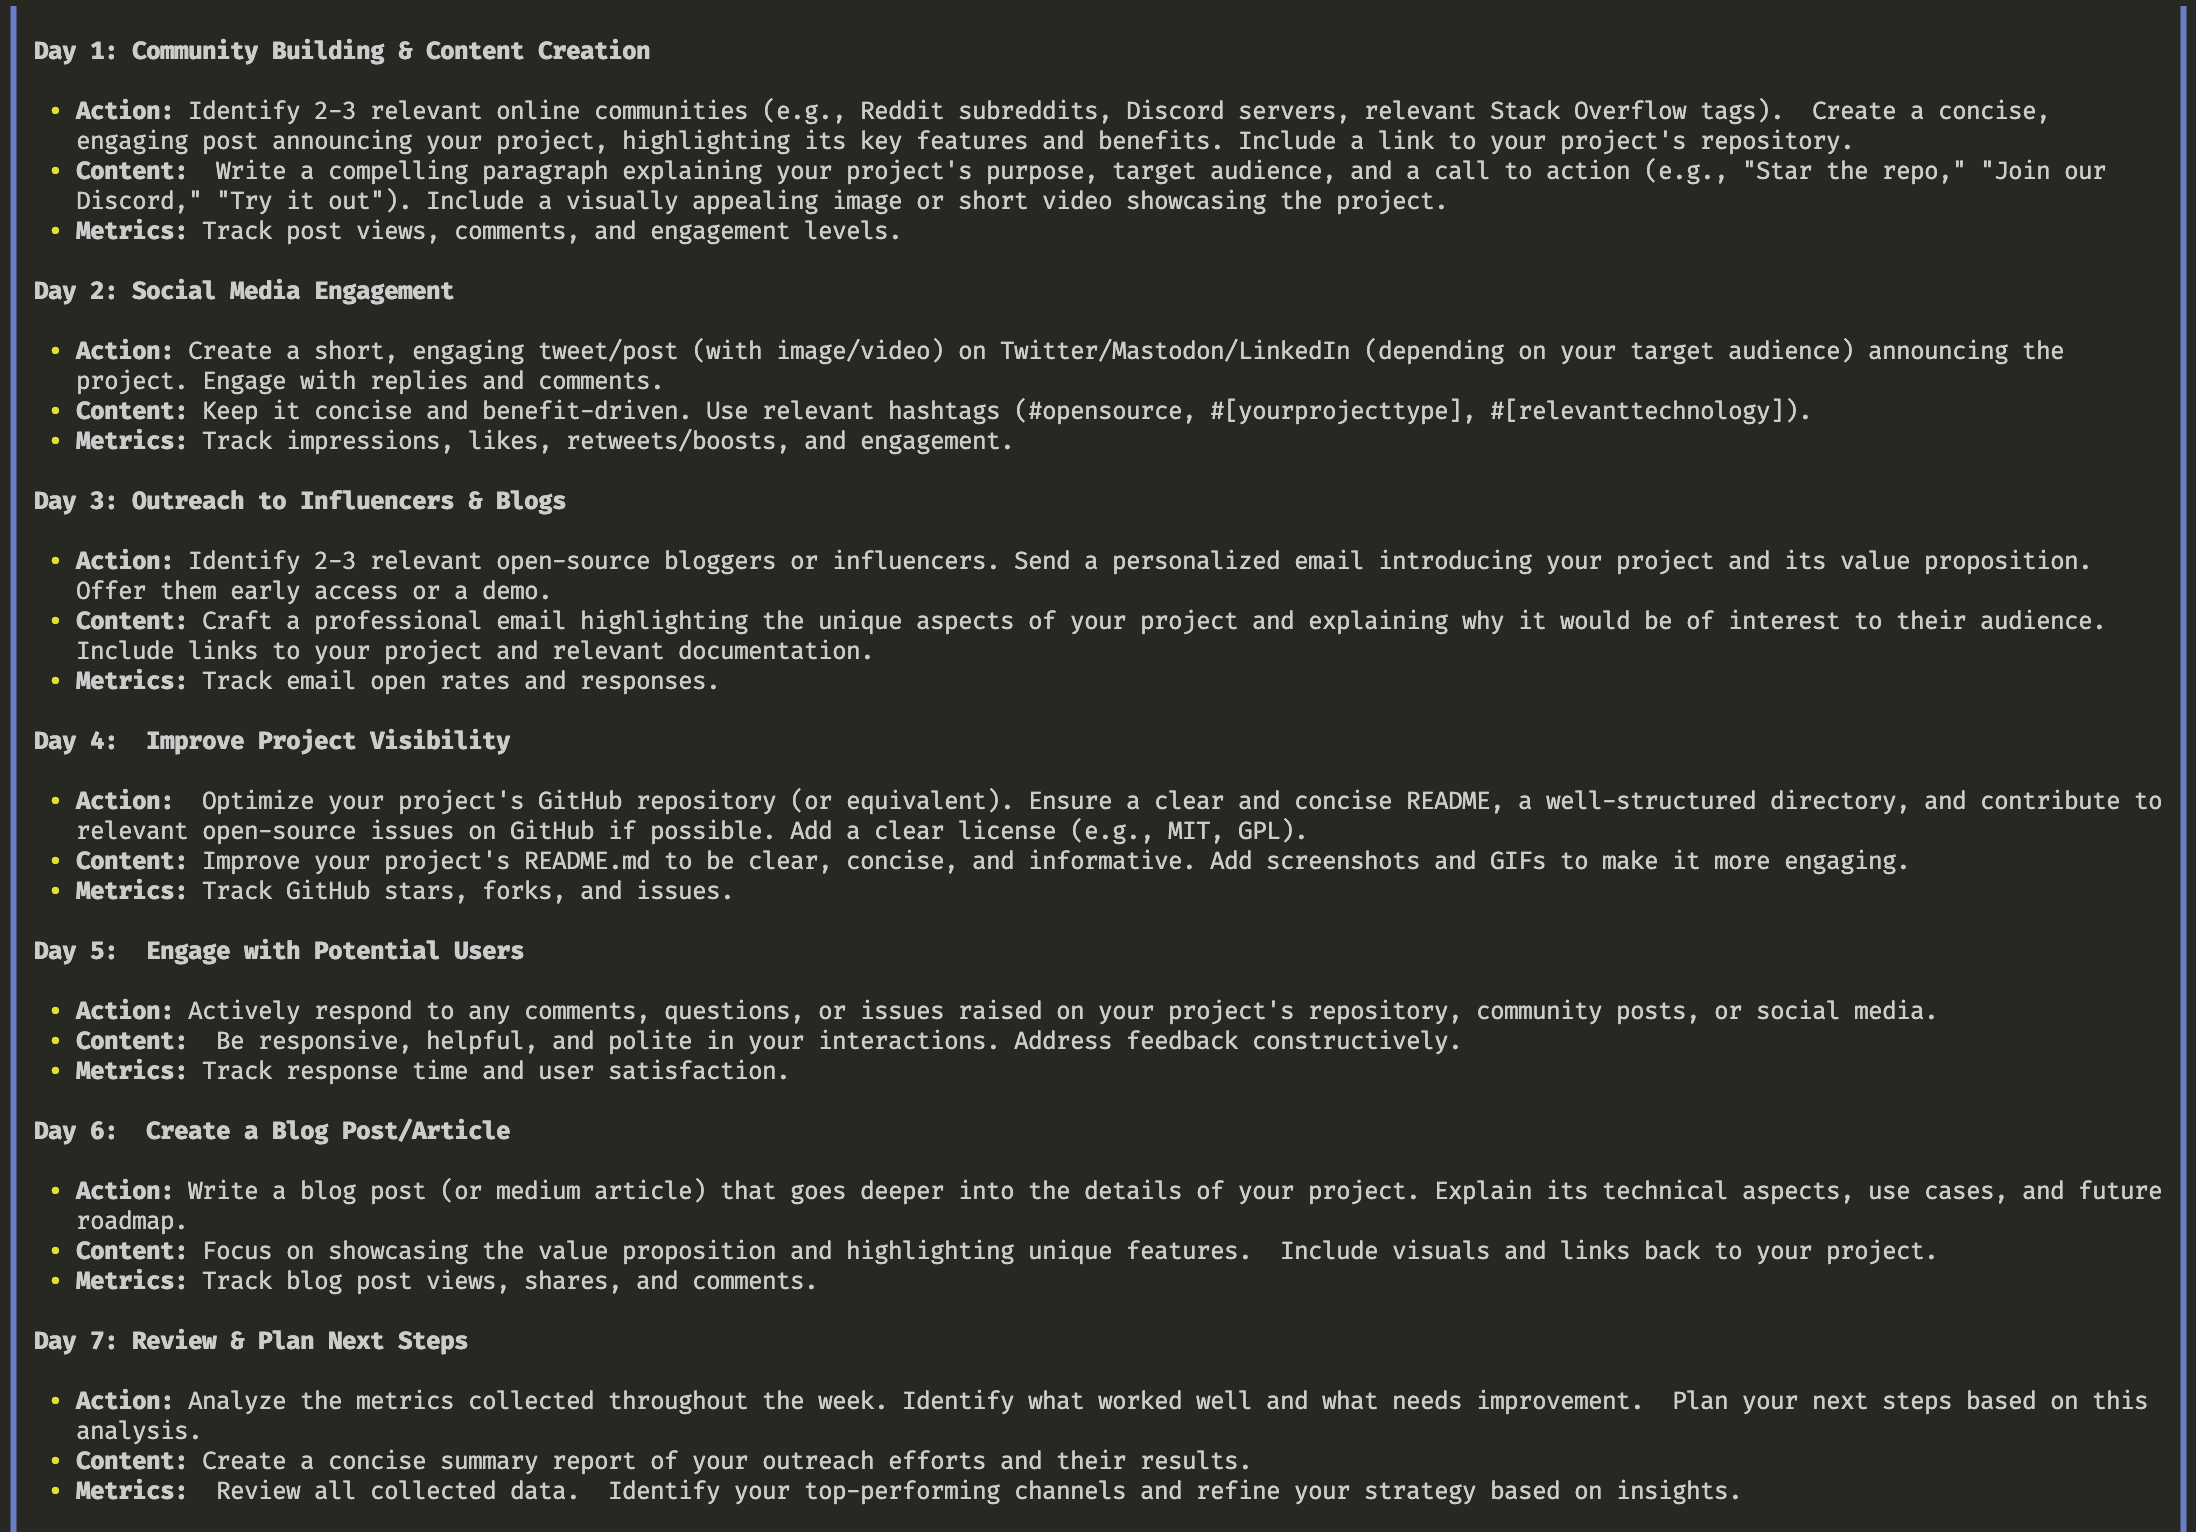 Day 1: Community Building & Content Creation
• Action: Identify 2-3 relevant online communities (e.g., Reddit subreddits, Discord servers, relevant Stack Overflow tags).  Create a concise,
engaging post announcing your project, highlighting its key features and benefits. Include a link to your project's repository.
• Content:  Write a compelling paragraph explaining your project's purpose, target audience, and a call to action (e.g., "Star the repo," "Join our
Discord," "Try it out"). Include a visually appealing image or short video showcasing the project.
• Metrics: Track post views, comments, and engagement levels.
Day 2: Social Media Engagement
• Action: Create a short, engaging tweet/post (with image/video) on Twitter/Mastodon/LinkedIn (depending on your target audience) announcing the
project. Engage with replies and comments.
• Content: Keep it concise and benefit-driven. Use relevant hashtags (#opensource, #[yourprojecttype], #[relevanttechnology]).
• Metrics: Track impressions, likes, retweets/boosts, and engagement.
Day 3: Outreach to Influencers & Blogs
• Action: Identify 2-3 relevant open-source bloggers or influencers. Send a personalized email introducing your project and its value proposition.
Offer them early access or a demo.
• Content: Craft a professional email highlighting the unique aspects of your project and explaining why it would be of interest to their audience.
Include links to your project and relevant documentation.
• Metrics: Track email open rates and responses.
Day 4:  Improve Project Visibility
• Action:  Optimize your project's GitHub repository (or equivalent). Ensure a clear and concise README, a well-structured directory, and contribute to
relevant open-source issues on GitHub if possible. Add a clear license (e.g., MIT, GPL).
• Content: Improve your project's README.md to be clear, concise, and informative. Add screenshots and GIFs to make it more engaging.
• Metrics: Track GitHub stars, forks, and issues.
Day 5:  Engage with Potential Users
• Action: Actively respond to any comments, questions, or issues raised on your project's repository, community posts, or social media.
• Content:  Be responsive, helpful, and polite in your interactions. Address feedback constructively.
• Metrics: Track response time and user satisfaction.
Day 6:  Create a Blog Post/Article
• Action: Write a blog post (or medium article) that goes deeper into the details of your project. Explain its technical aspects, use cases, and future
roadmap.
• Content: Focus on showcasing the value proposition and highlighting unique features.  Include visuals and links back to your project.
• Metrics: Track blog post views, shares, and comments.
Day 7: Review & Plan Next Steps
• Action: Analyze the metrics collected throughout the week. Identify what worked well and what needs improvement.  Plan your next steps based on this
analysis.
• Content: Create a concise summary report of your outreach efforts and their results.
• Metrics:  Review all collected data.  Identify your top-performing channels and refine your strategy based on insights.